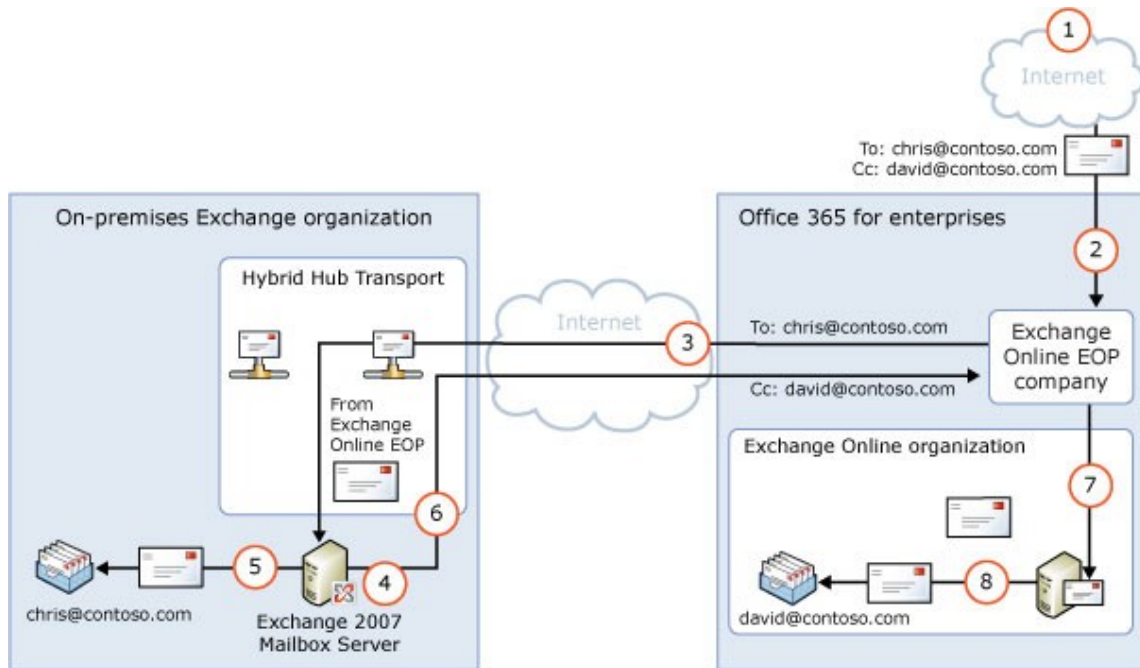 1
Internet
To: chris@contoso.com
Cc: david@contoso.com
On-premises Exchange organization
Office 365 for enterprises
2
Hybrid Hub Transport
Internet
3
To: chris@contoso.com
Exchange
Online EOP
company
Cc: david@contoso.com
From
Exchange
Online EOP
Exchange Online organization
6
7
5
4
8
chris@contoso.com
Exchange 2007
Mailbox Server
david@contoso.com